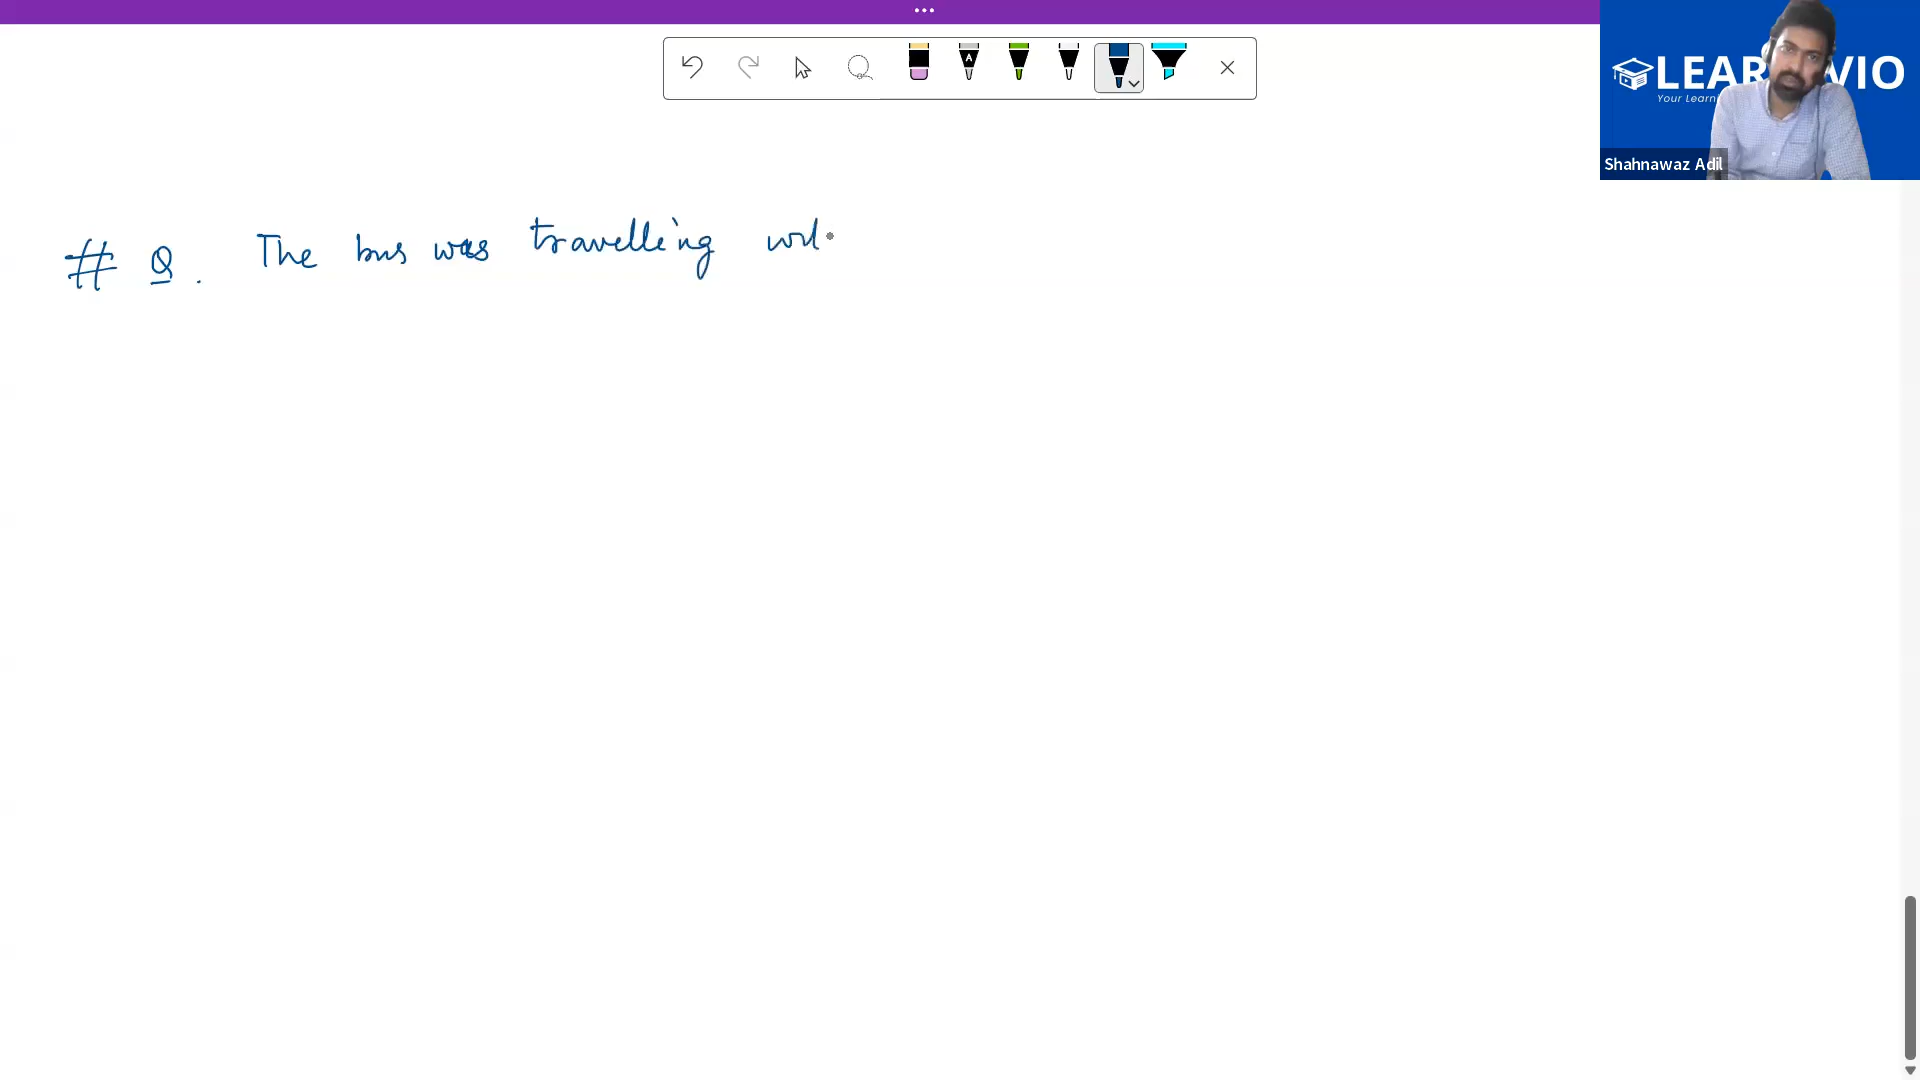 ...
A
LEAR VIO
Your Learn
Shahnawaz Adil
# Q. The bus was travelling